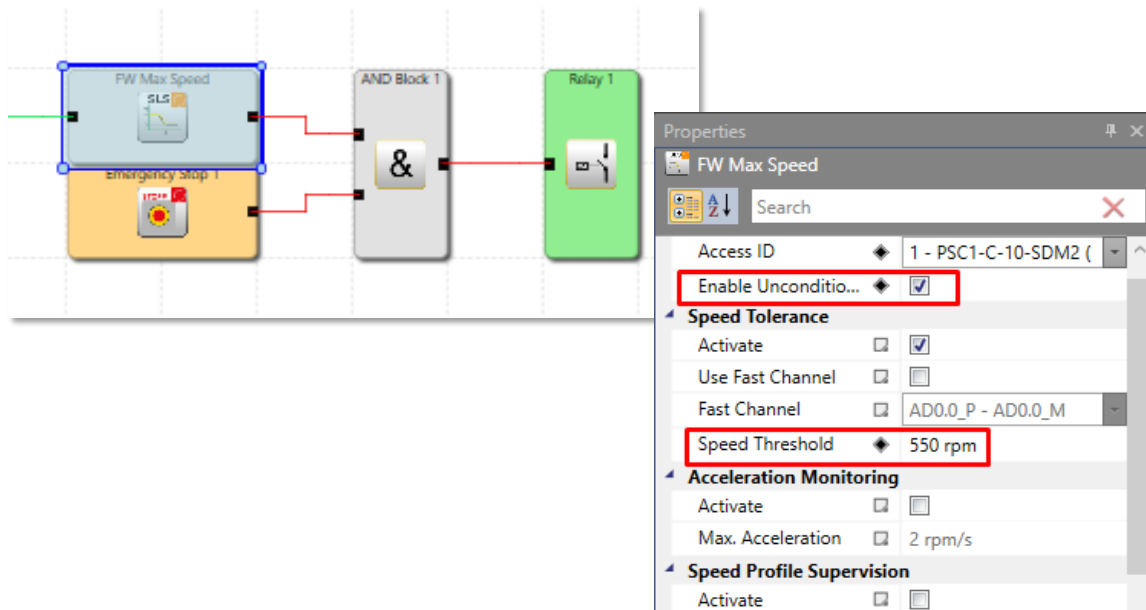 FW Max Speed
SLS
AND Block 1
&
Relay 1
Emergency Stop 1
Properties
FW Max Speed
Search
Access ID 1 - PSC1-C-10-SDM2 (
Enable Unconditio...
Speed Tolerance
Activate
Use Fast Channel
Fast Channel AD0.0_P - AD0.0_M
Speed Threshold 550 rpm
Acceleration Monitoring
Activate
Max. Acceleration 2 rpm/s
Speed Profile Supervision
Activate